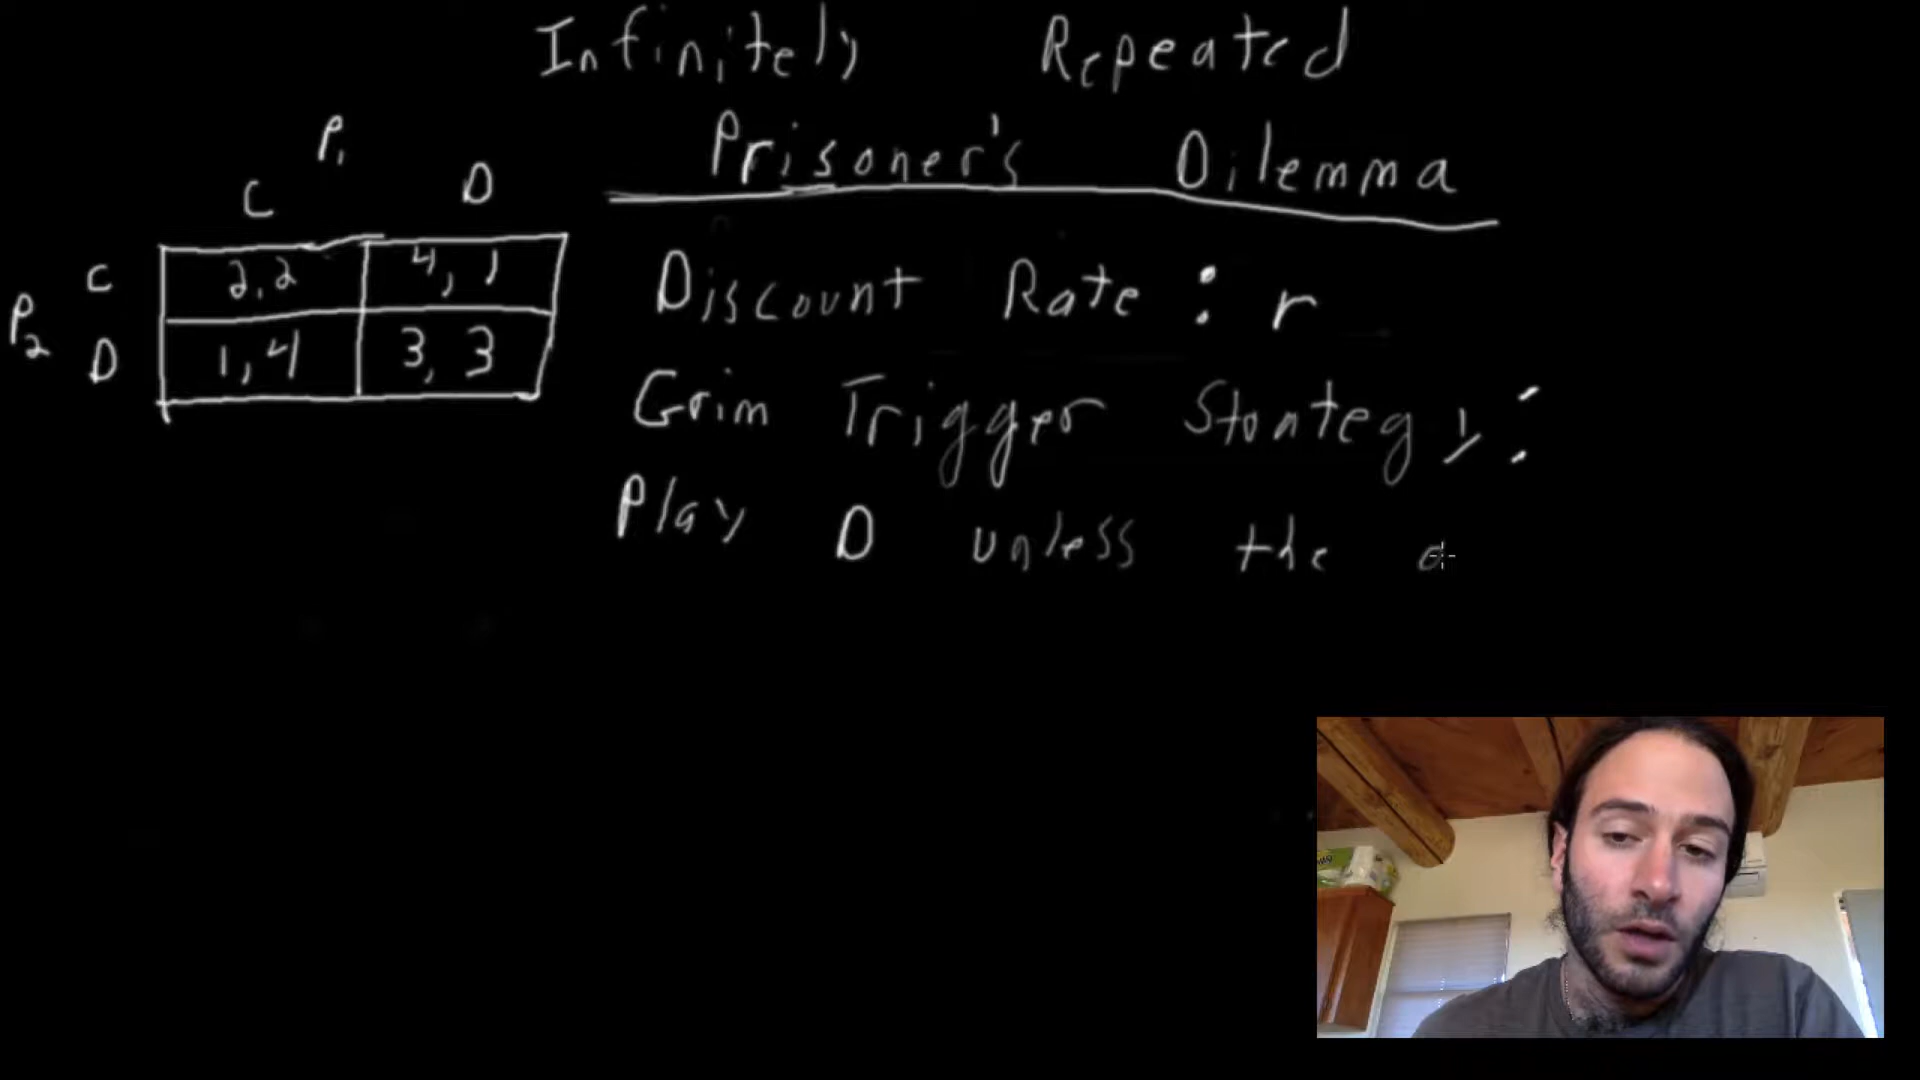 Infinitely Repeated
Prisoner's Dilemma
P1
C D
P2
C 2,2 4, 1
D 1,4 3, 3
Discount Rate : r
Grim Trigger Stontegy :
Play D unless the